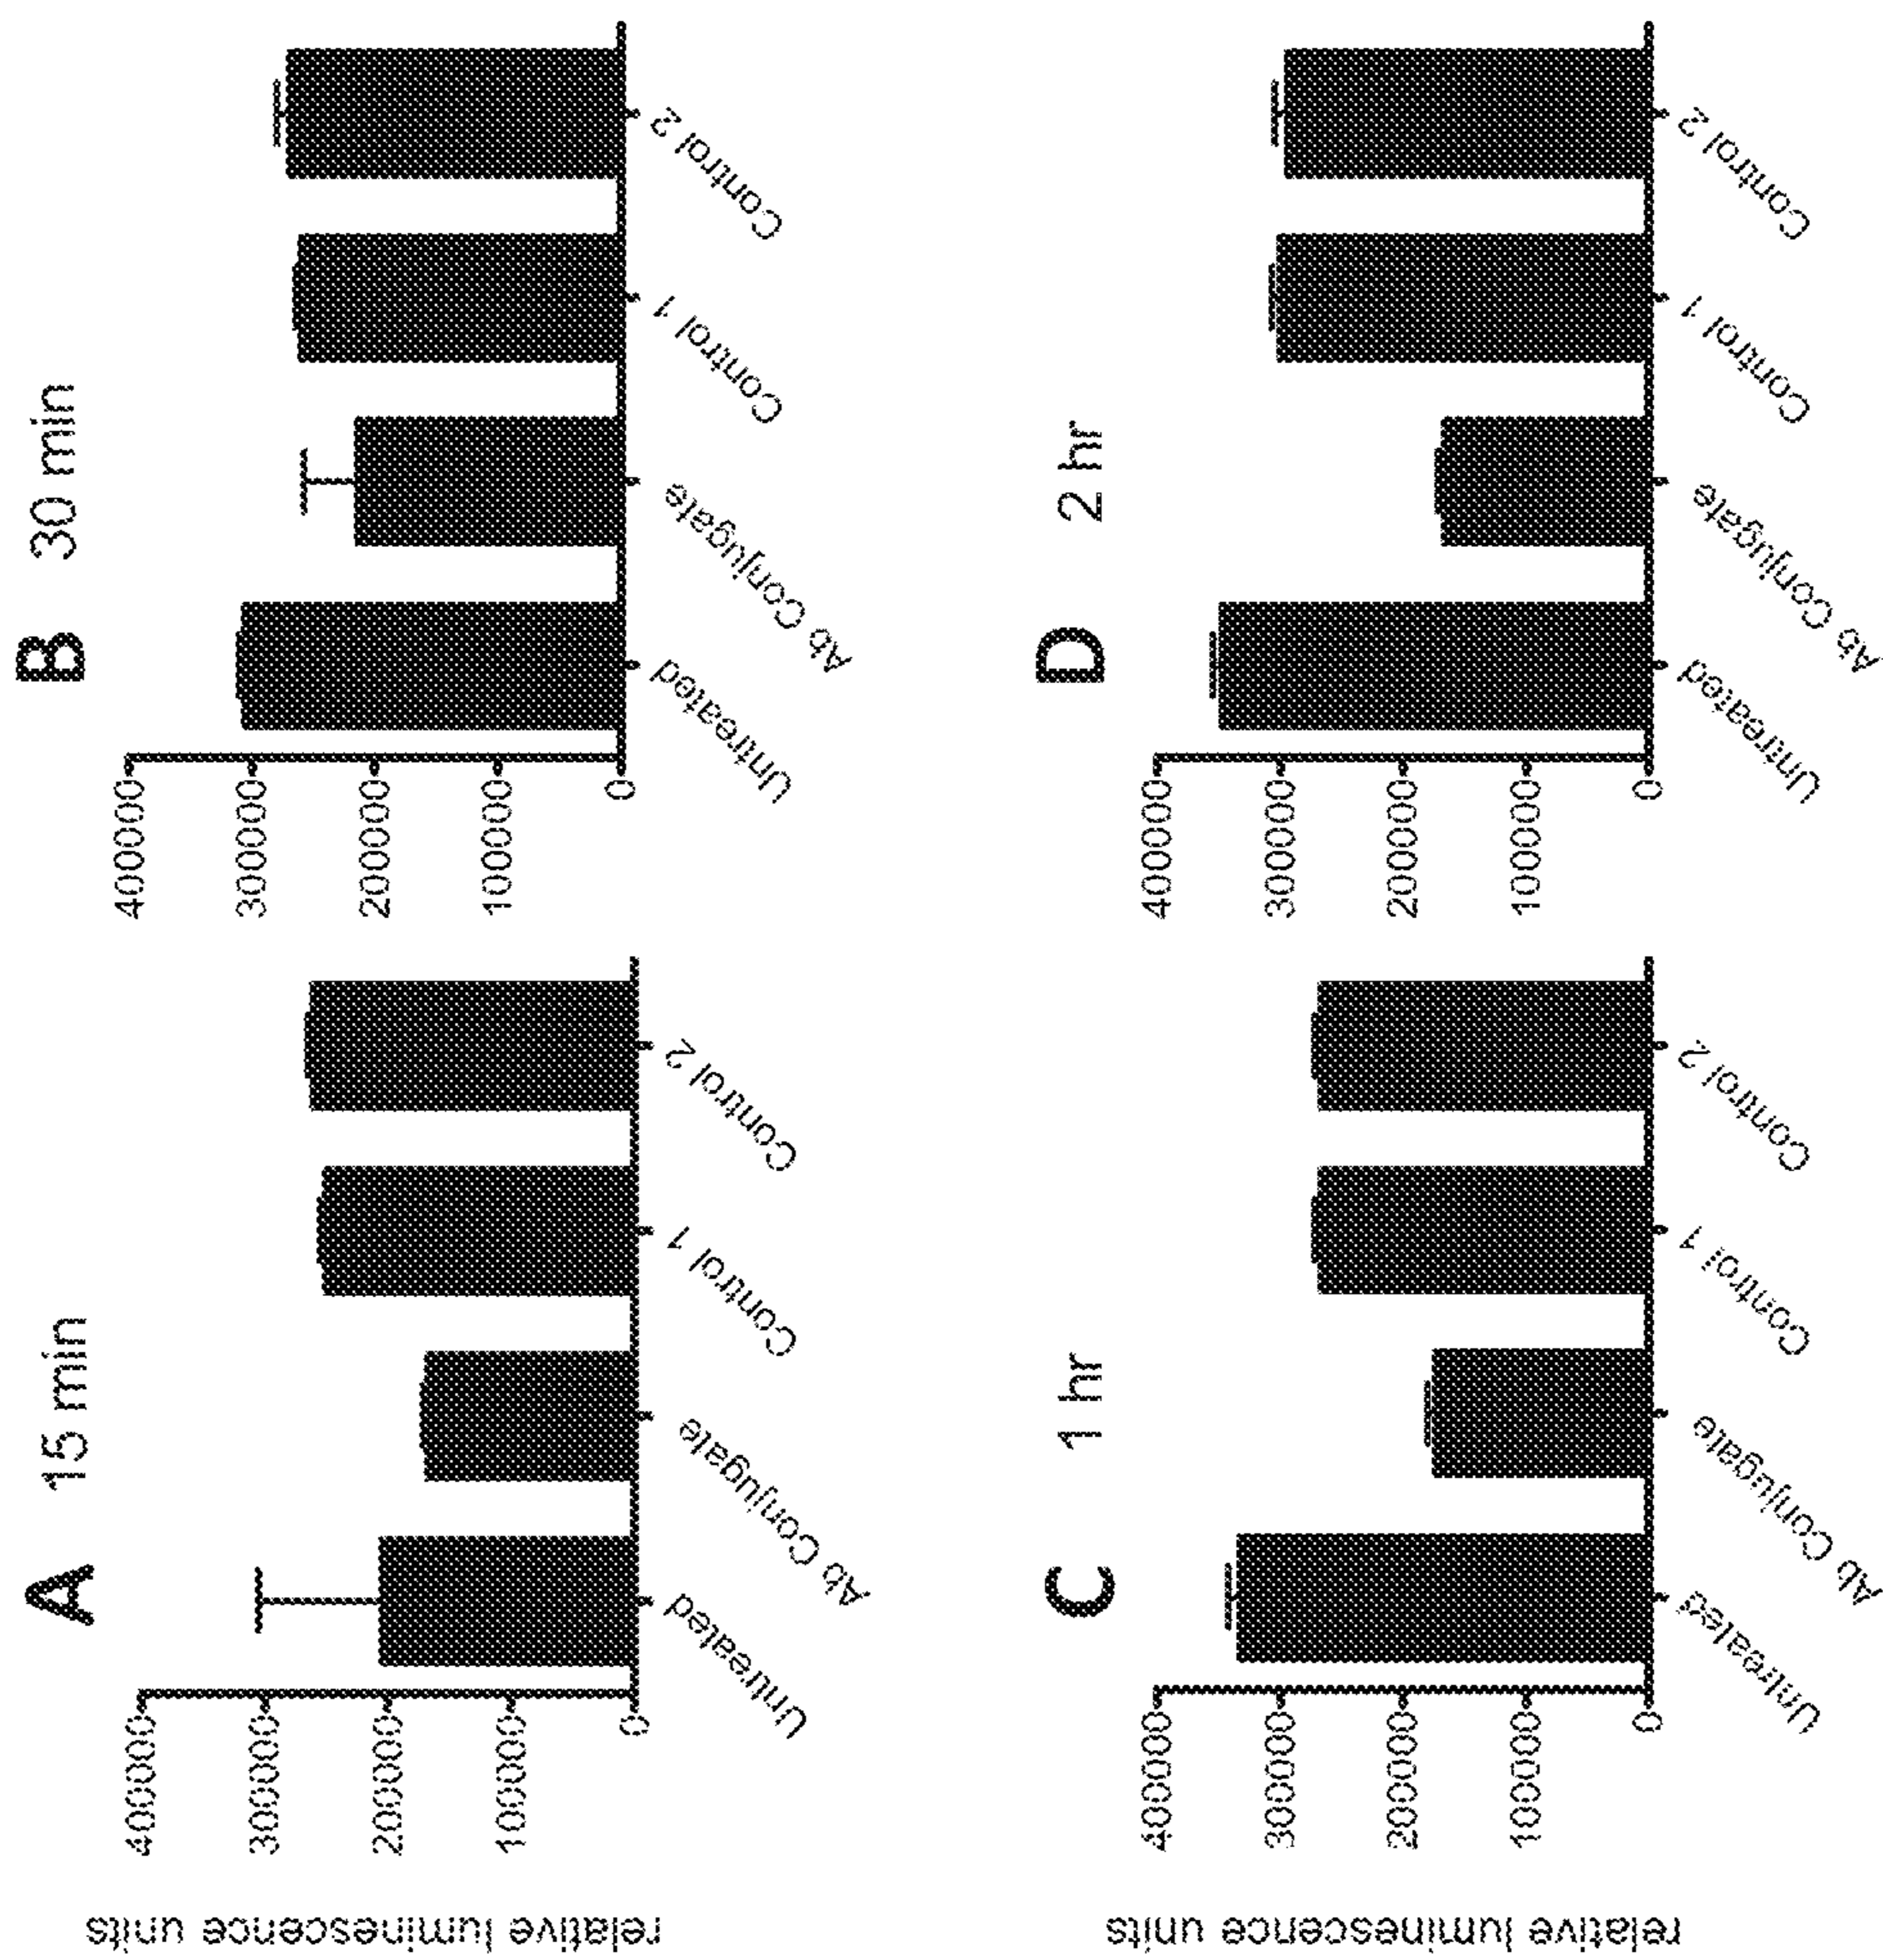 A 15 min
relative luminescence units
400000
300000
200000
100000
0
Untreated
Ab Conjugate
Control 1
Control 2
B 30 min
400000
300000
200000
100000
0
Untreated
Ab Conjugate
Control 1
Control 2
C 1 hr
relative luminescence units
400000
300000
200000
100000
0
Untreated
Ab Conjugate
Control 1
Control 2
D 2 hr
400000
300000
200000
100000
0
Untreated
Ab Conjugate
Control 1
Control 2